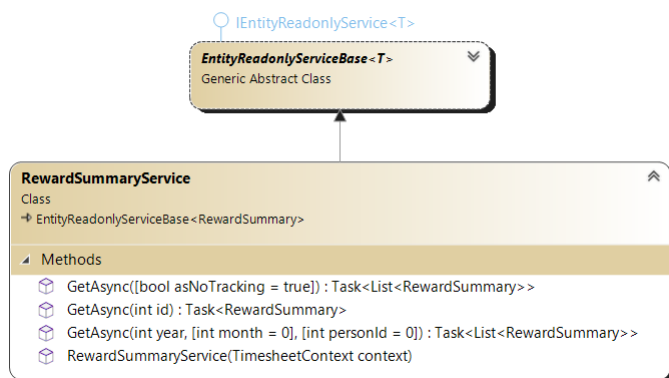 IEntityReadonlyService<T>
EntityReadonlyServiceBase<T>
Generic Abstract Class
RewardSummaryService
Class
EntityReadonlyServiceBase<RewardSummary>
Methods
GetAsync([bool asNoTracking = true]) : Task<List<RewardSummary>>
GetAsync(int id) : Task<RewardSummary>
GetAsync(int year, [int month = 0], [int personId = 0]) : Task<List<RewardSummary>>
RewardSummaryService(TimesheetContext context)